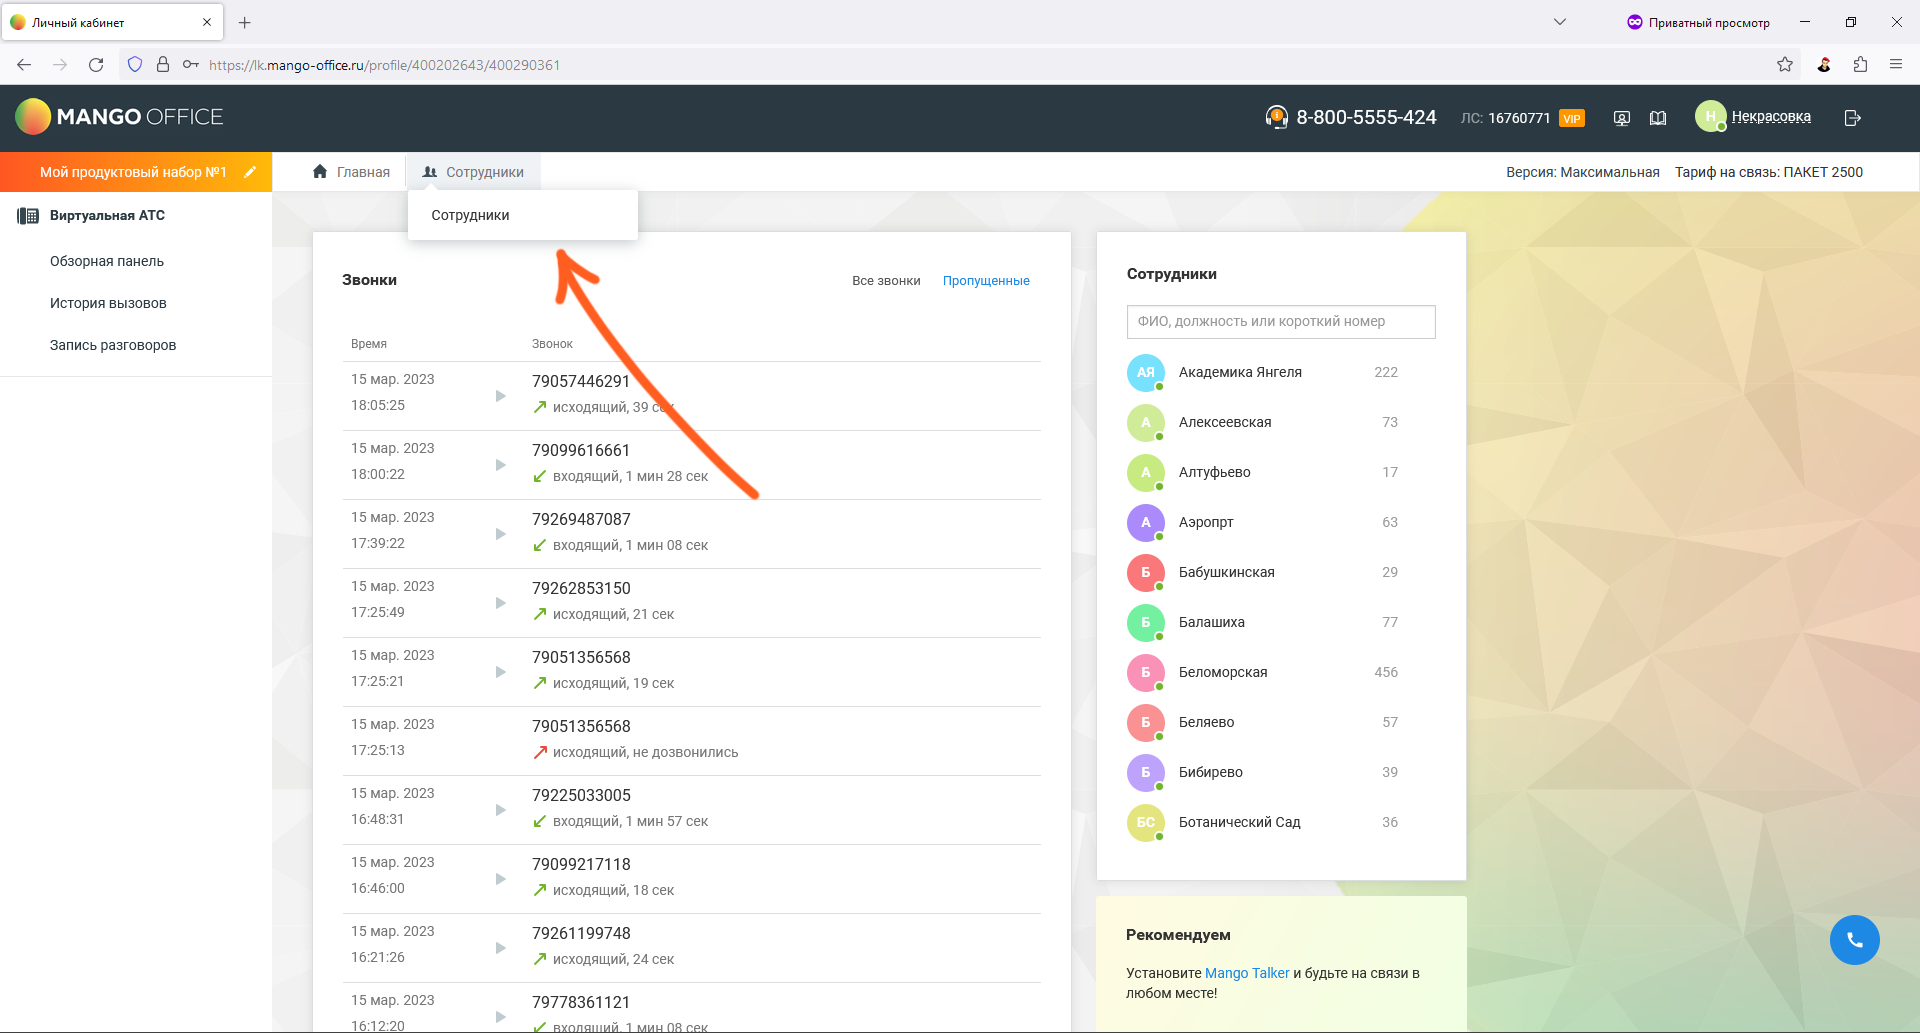 Личный кабинет
Приватный просмотр
https://lk.mango-office.ru/profile/400202643/400290361
MANGO OFFICE
8-800-5555-424
ЛС: 16760771 VIP
Н
Некрасовка
Мой продуктовый набор №1
Главная
Сотрудники
Версия: Максимальная
Тариф на связь: ПАКЕТ 2500
Виртуальная АТС
Обзорная панель
История вызовов
Запись разговоров
Сотрудники
Звонки
Все звонки
Пропущенные
Время
Звонок
15 мар. 2023
18:05:25
79057446291
исходящий, 39 сек
15 мар. 2023
18:00:22
79099616661
входящий, 1 мин 28 сек
15 мар. 2023
17:39:22
79269487087
входящий, 1 мин 08 сек
15 мар. 2023
17:25:49
79262853150
исходящий, 21 сек
15 мар. 2023
17:25:21
79051356568
исходящий, 19 сек
15 мар. 2023
17:25:13
79051356568
исходящий, не дозвонились
15 мар. 2023
16:48:31
79225033005
входящий, 1 мин 57 сек
15 мар. 2023
16:46:00
79099217118
исходящий, 18 сек
15 мар. 2023
16:21:26
79261199748
исходящий, 24 сек
15 мар. 2023
16:12:20
79778361121
входящий, 1 мин 08 сек
Сотрудники
ФИО, должность или короткий номер
АЯ Академика Янгеля 222
А Алексеевская 73
А Алтуфьево 17
А Аэропрт 63
Б Бабушкинская 29
Б Балашиха 77
Б Беломорская 456
Б Беляево 57
Б Бибирево 39
БС Ботанический Сад 36
Рекомендуем
Установите Mango Talker и будьте на связи в
любом месте!